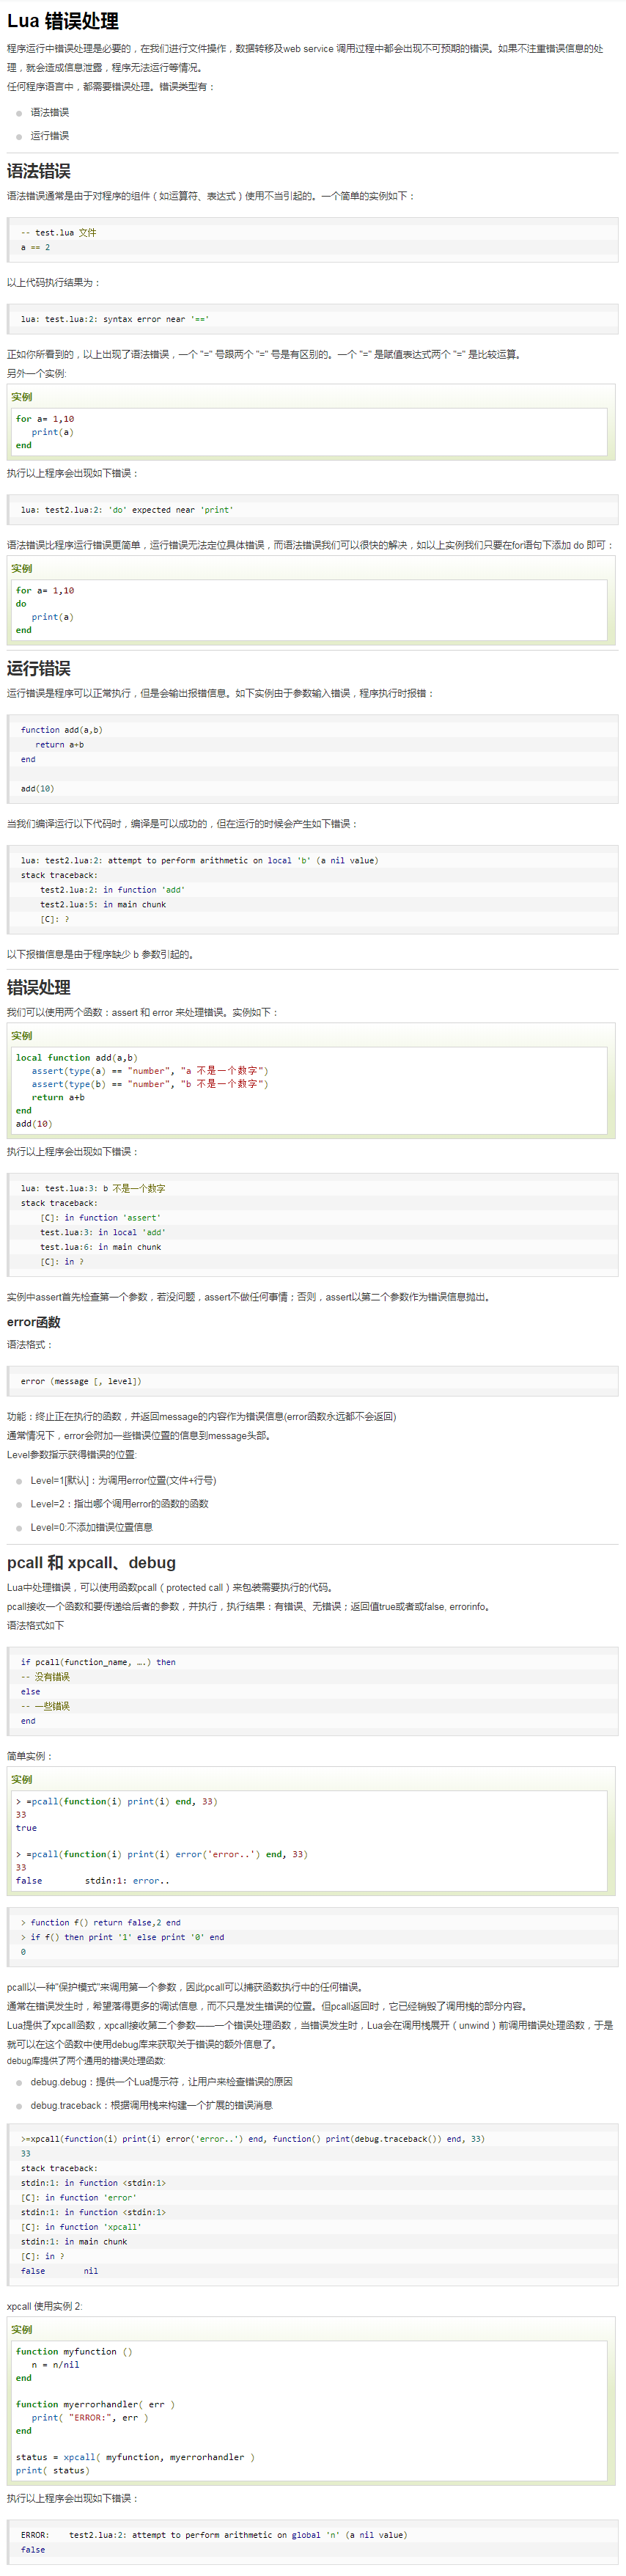 Lua 错误处理
程序运行中错误处理是必要的，在我们进行文件操作，数据转移及web service 调用过程中都会出现不可预期的错误。如果不注重错误信息的处
理，就会造成信息泄露，程序无法运行等情况。
任何程序语言中，都需要错误处理。错误类型有：
语法错误
运行错误
语法错误
语法错误通常是由于对程序的组件（如运算符、表达式）使用不当引起的。一个简单的实例如下：
-- test.lua 文件
a == 2
以上代码执行结果为：
lua: test.lua:2: syntax error near '=='
正如你所看到的，以上出现了语法错误，一个 "=" 号跟两个 "=" 号是有区别的。一个 "=" 是赋值表达式两个 "=" 是比较运算。
另外一个实例:
实例
for a= 1,10
   print(a)
end
执行以上程序会出现如下错误：
lua: test2.lua:2: 'do' expected near 'print'
语法错误比程序运行错误更简单，运行错误无法定位具体错误，而语法错误我们可以很快的解决，如以上实例我们只要在for语句下添加 do 即可：
实例
for a= 1,10
do
   print(a)
end
运行错误
运行错误是程序可以正常执行，但是会输出报错信息。如下实例由于参数输入错误，程序执行时报错：
function add(a,b)
   return a+b
end
add(10)
当我们编译运行以下代码时，编译是可以成功的，但在运行的时候会产生如下错误：
lua: test2.lua:2: attempt to perform arithmetic on local 'b' (a nil value)
stack traceback:
    test2.lua:2: in function 'add'
    test2.lua:5: in main chunk
    [C]: ?
以下报错信息是由于程序缺少 b 参数引起的。
错误处理
我们可以使用两个函数：assert 和 error 来处理错误。实例如下：
实例
local function add(a,b)
   assert(type(a) == "number", "a 不是一个数字")
   assert(type(b) == "number", "b 不是一个数字")
   return a+b
end
add(10)
执行以上程序会出现如下错误：
lua: test.lua:3: b 不是一个数字
stack traceback:
    [C]: in function 'assert'
    test.lua:3: in local 'add'
    test.lua:6: in main chunk
    [C]: in ?
实例中assert首先检查第一个参数，若没问题，assert不做任何事情；否则，assert以第二个参数作为错误信息抛出。
error函数
语法格式：
error (message [, level])
功能：终止正在执行的函数，并返回message的内容作为错误信息(error函数永远都不会返回)
通常情况下，error会附加一些错误位置的信息到message头部。
Level参数指示获得错误的位置:
Level=1[默认]：为调用error位置(文件+行号)
Level=2：指出哪个调用error的函数的函数
Level=0:不添加错误位置信息
pcall 和 xpcall、debug
Lua中处理错误，可以使用函数pcall（protected call）来包装需要执行的代码。
pcall接收一个函数和要传递给后者的参数，并执行，执行结果：有错误、无错误；返回值true或者或false, errorinfo。
语法格式如下
if pcall(function_name, ….) then
-- 没有错误
else
-- 一些错误
end
简单实例：
实例
> =pcall(function(i) print(i) end, 33)
33
true
> =pcall(function(i) print(i) error('error..') end, 33)
33
false        stdin:1: error..
> function f() return false,2 end
> if f() then print '1' else print '0' end
0
pcall以一种"保护模式"来调用第一个参数，因此pcall可以捕获函数执行中的任何错误。
通常在错误发生时，希望落得更多的调试信息，而不只是发生错误的位置。但pcall返回时，它已经销毁了调用栈的部分内容。
Lua提供了xpcall函数，xpcall接收第二个参数——一个错误处理函数，当错误发生时，Lua会在调用栈展开（unwind）前调用错误处理函数，于是
就可以在这个函数中使用debug库来获取关于错误的额外信息了。
debug库提供了两个通用的错误处理函数:
debug.debug：提供一个Lua提示符，让用户来检查错误的原因
debug.traceback：根据调用栈来构建一个扩展的错误消息
>=xpcall(function(i) print(i) error('error..') end, function() print(debug.traceback()) end, 33)
33
stack traceback:
stdin:1: in function <stdin:1>
[C]: in function 'error'
stdin:1: in function <stdin:1>
[C]: in function 'xpcall'
stdin:1: in main chunk
[C]: in ?
false        nil
xpcall 使用实例 2:
实例
function myfunction ()
   n = n/nil
end
function myerrorhandler( err )
   print( "ERROR:", err )
end
status = xpcall( myfunction, myerrorhandler )
print( status)
执行以上程序会出现如下错误：
ERROR:    test2.lua:2: attempt to perform arithmetic on global 'n' (a nil value)
false